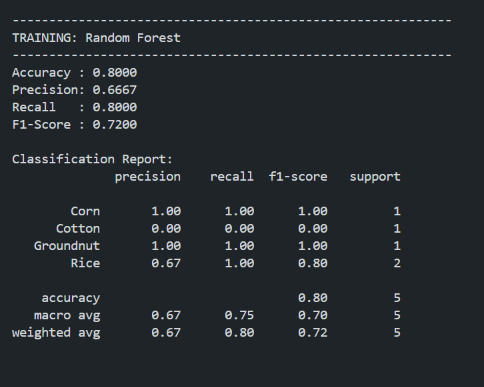 ------------------------------------------------------------
TRAINING: Random Forest
------------------------------------------------------------
Accuracy : 0.8000
Precision: 0.6667
Recall   : 0.8000
F1-Score : 0.7200
Classification Report:
              precision    recall  f1-score   support
        Corn       1.00      1.00      1.00         1
      Cotton       0.00      0.00      0.00         1
   Groundnut       1.00      1.00      1.00         1
        Rice       0.67      1.00      0.80         2
    accuracy                           0.80         5
   macro avg       0.67      0.75      0.70         5
weighted avg       0.67      0.80      0.72         5